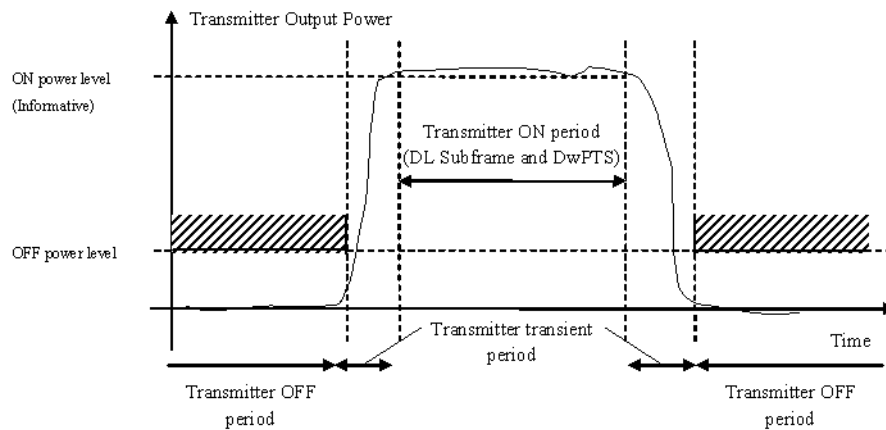 Transmitter Output Power
ON power level
(Informative)
Transmitter ON period
(DL Subframe and DwPTS)
OFF power level
Transmitter transient
period
Time
Transmitter OFF
period
Transmitter OFF
period